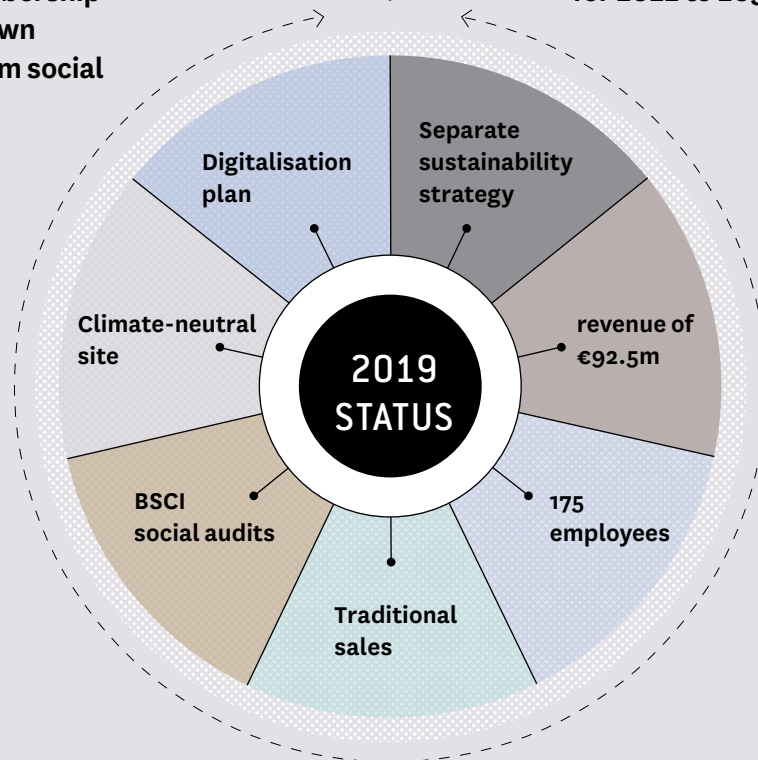 wn
m social
Digitalisation
plan
Separate
sustainability
strategy
Climate-neutral
site
revenue of
€92.5m
2019
STATUS
BSCI
social audits
175
employees
Traditional
sales